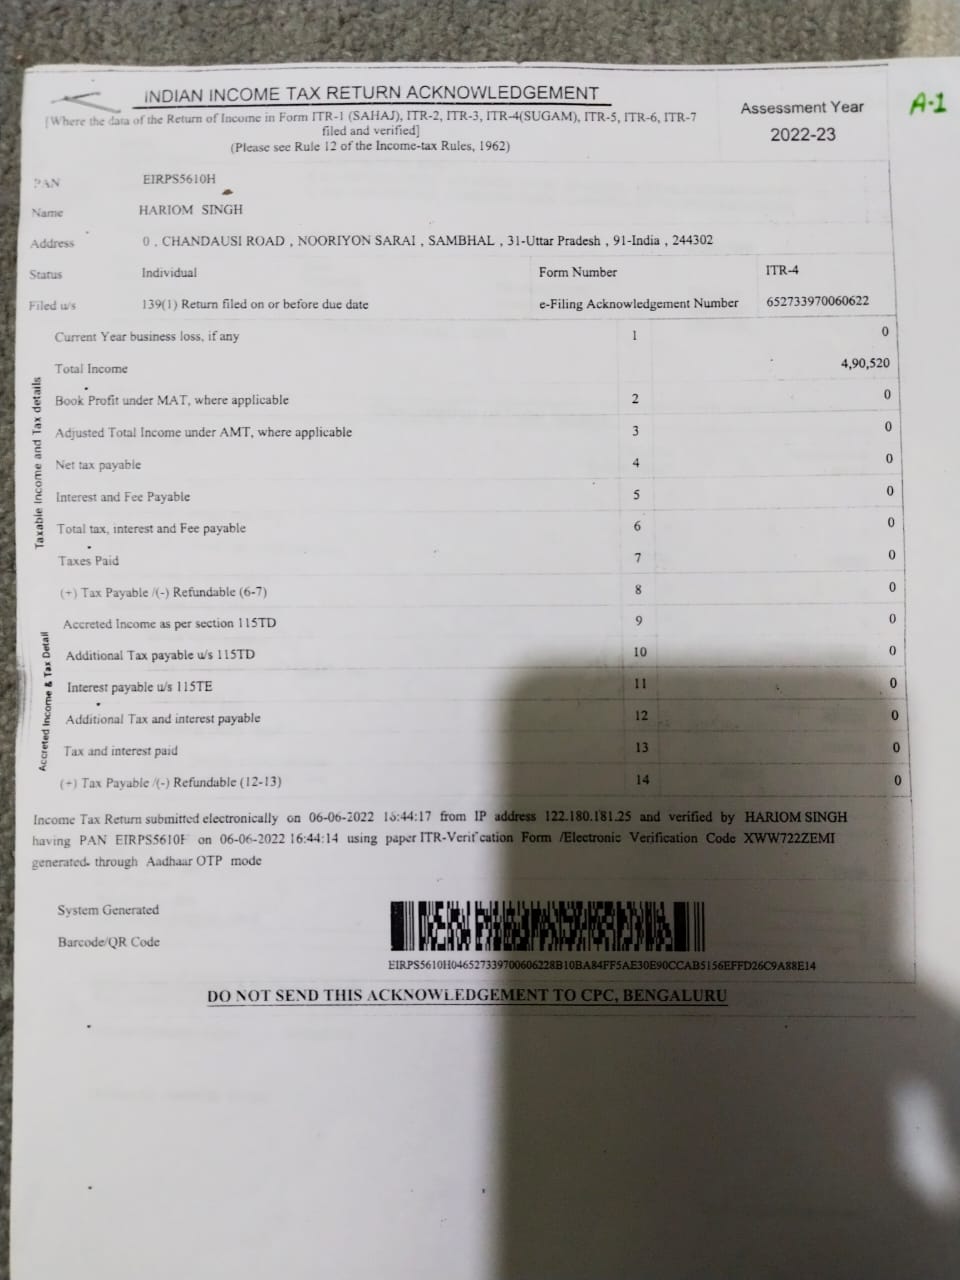 INDIAN INCOME TAX RETURN ACKNOWLEDGEMENT
[Where the data of the Return of Income in Form ITR-1 (SAHAJ), ITR-2, ITR-3, ITR-4(SUGAM), ITR-5, ITR-6, ITR-7
filed and verified]
(Please see Rule 12 of the Income-tax Rules, 1962)
Assessment Year
2022-23
A-1
PAN EIRPS5610H
Name HARIOM SINGH
Address 0 , CHANDAUSI ROAD , NOORIYON SARAI , SAMBHAL , 31-Uttar Pradesh , 91-India , 244302
Status Individual Form Number ITR-4
Filed u/s 139(1) Return filed on or before due date e-Filing Acknowledgement Number 652733970060622
Taxable Income and Tax details
Current Year business loss, if any 1 0
Total Income 4,90,520
Book Profit under MAT, where applicable 2 0
Adjusted Total Income under AMT, where applicable 3 0
Net tax payable 4 0
Interest and Fee Payable 5 0
Total tax, interest and Fee payable 6 0
Taxes Paid 7 0
(+) Tax Payable /(-) Refundable (6-7) 8 0
Accreted Income & Tax Detail
Accreted Income as per section 115TD 9 0
Additional Tax payable u/s 115TD 10 0
Interest payable u/s 115TE 11 0
Additional Tax and interest payable 12 0
Tax and interest paid 13 0
(+) Tax Payable /(-) Refundable (12-13) 14 0
Income Tax Return submitted electronically on 06-06-2022 16:44:17 from IP address 122.180.181.25 and verified by HARIOM SINGH
having PAN EIRPS5610H on 06-06-2022 16:44:14 using paper ITR-Verification Form /Electronic Verification Code XWW722ZEMI
generated through Aadhaar OTP mode
System Generated
Barcode/QR Code
EIRPS5610H046527339700606228B10BA84FF5AE30E90CCAB5156EFFD26C9A88E14
DO NOT SEND THIS ACKNOWLEDGEMENT TO CPC, BENGALURU